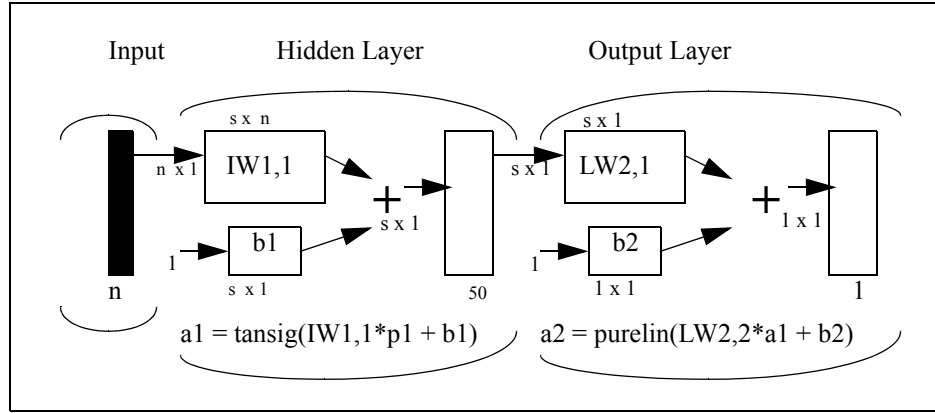 Input
Hidden Layer
Output Layer
s x n
s x 1
n x 1
IW1,1
s x 1
LW2,1
+
s x 1
+
1 x 1
1
b1
1
b2
s x 1
1 x 1
n
50
1
a1 = tansig(IW1,1*p1 + b1)
a2 = purelin(LW2,2*a1 + b2)